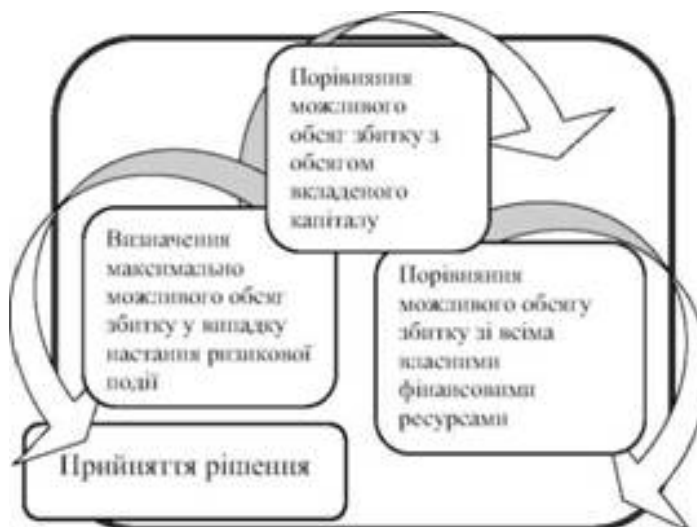 Порівняння
можливого
обсяг збитку з
обсягом
вкладеного
капіталу
Визначення
максимально
можливого обсяг
збитку у випадку
настання ризикової
події
Порівняння
можливого обсягу
збитку зі всіма
власними
фінансовими
ресурсами
Прийняття рішення